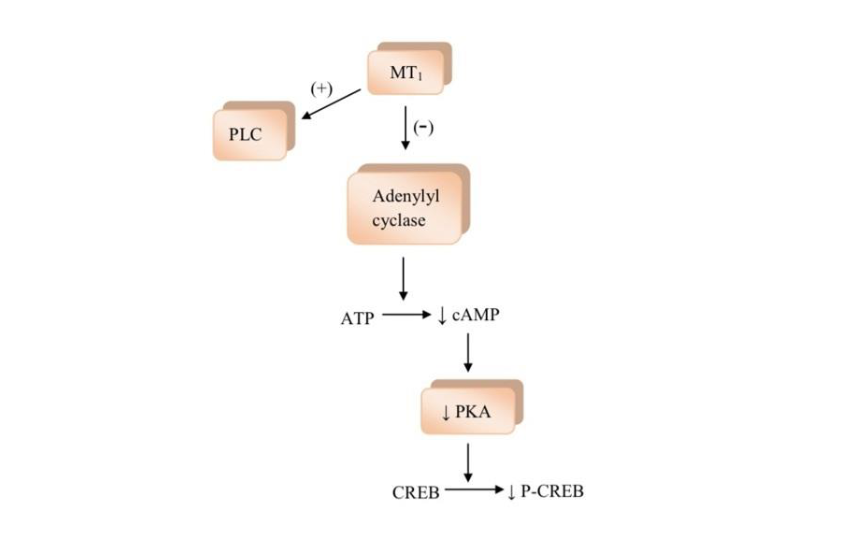 MT₁
(+)
PLC
(-)
Adenylyl
cyclase
ATP
↓ cAMP
↓ PKA
CREB
↓ P-CREB